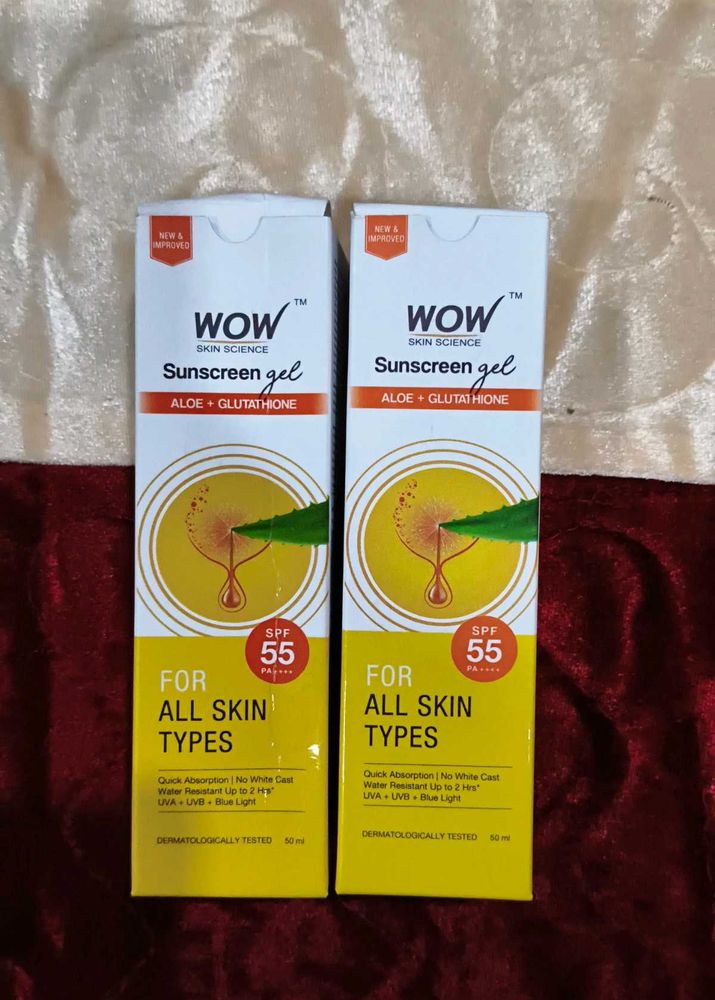 NEW &
IMPROVED
WOW™
SKIN SCIENCE
Sunscreen gel
ALOE + GLUTATHIONE
SPF
55
PA++++
FOR
ALL SKIN
TYPES
Quick Absorption | No White Cast
Water Resistant Up to 2 Hrs*
UVA + UVB + Blue Light
DERMATOLOGICALLY TESTED 50 ml
NEW &
IMPROVED
WOW™
SKIN SCIENCE
Sunscreen gel
ALOE + GLUTATHIONE
SPF
55
PA++++
FOR
ALL SKIN
TYPES
Quick Absorption | No White Cast
Water Resistant Up to 2 Hrs*
UVA + UVB + Blue Light
DERMATOLOGICALLY TESTED 50 ml